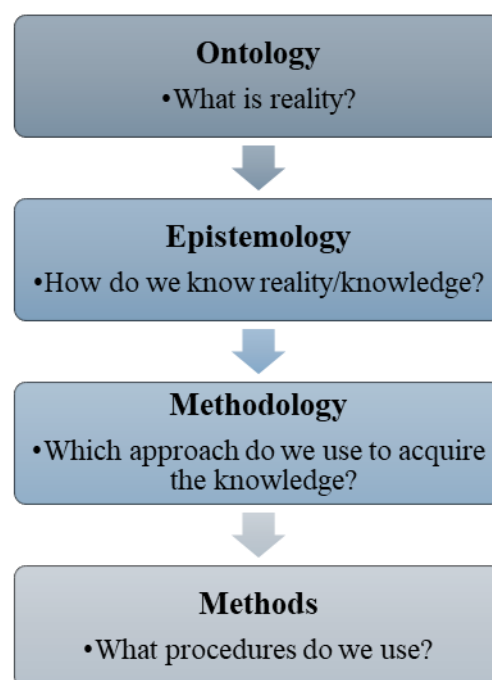 Ontology
•What is reality?
Epistemology
•How do we know reality/knowledge?
Methodology
•Which approach do we use to acquire
the knowledge?
Methods
•What procedures do we use?